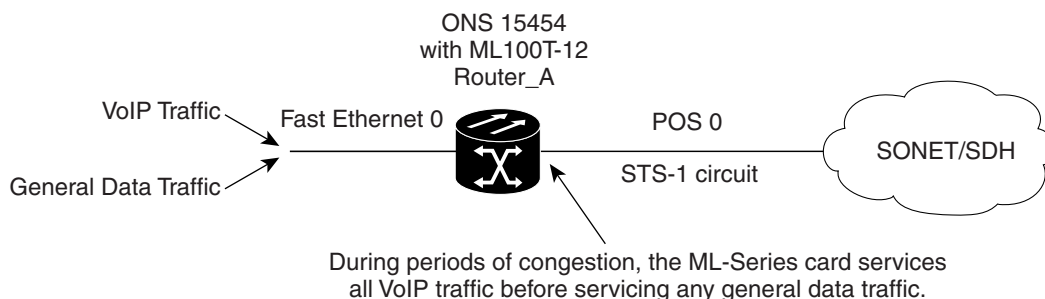 ONS 15454
with ML100T-12
Router_A
VoIP Traffic
General Data Traffic
Fast Ethernet 0
POS 0
STS-1 circuit
SONET/SDH
During periods of congestion, the ML-Series card services
all VoIP traffic before servicing any general data traffic.